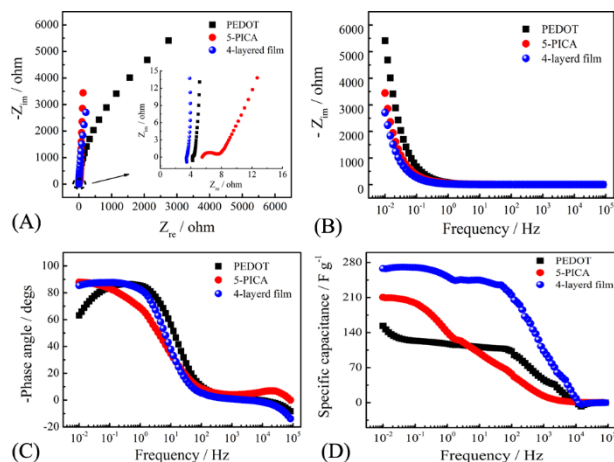 6000
5000
4000
3000
2000
1000
0
-Z_im / ohm
PEDOT
5-PICA
4-layered film
15
12
9
6
3
0
Z_im / ohm
4 8 12 16
Z_re / ohm
0 1000 2000 3000 4000 5000 6000
Z_re / ohm
(A)
6000
5000
4000
3000
2000
1000
0
- Z_im / ohm
PEDOT
5-PICA
4-layerd film
10^-2 10^-1 10^0 10^1 10^2 10^3 10^4 10^5
Frequency / Hz
(B)
100
80
60
40
20
0
-20
-Phase angle / degs
PEDOT
5-PICA
4-layered film
10^-2 10^-1 10^0 10^1 10^2 10^3 10^4 10^5
Frequency / Hz
(C)
280
210
140
70
0
Specific capacitance / F g^-1
PEDOT
5-PICA
4-layered film
10^-2 10^-1 10^0 10^1 10^2 10^3 10^4 10^5
Frequency / Hz
(D)